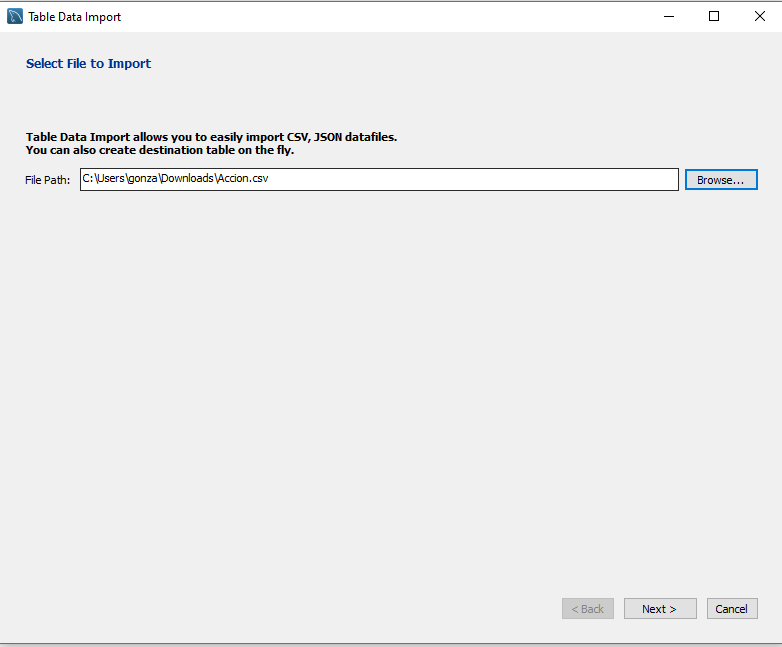 Table Data Import
Select File to Import
Table Data Import allows you to easily import CSV, JSON datafiles.
You can also create destination table on the fly.
File Path: C:\Users\gonza\Downloads\Accion.csv Browse...
< Back Next > Cancel